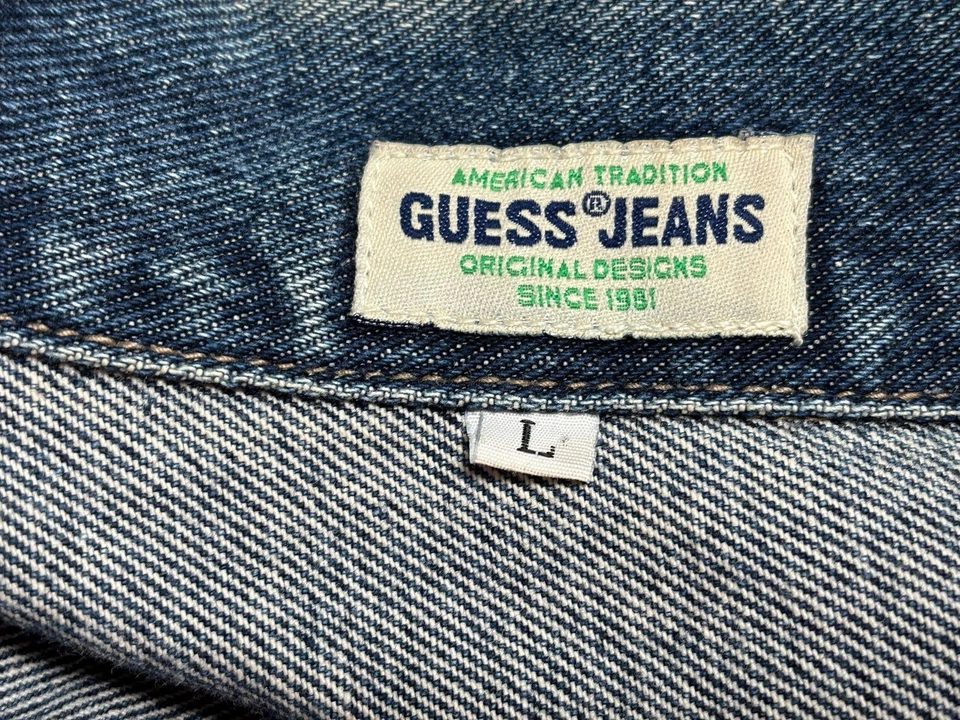 AMERICAN TRADITION
GUESS® JEANS
ORIGINAL DESIGNS
SINCE 1981
L